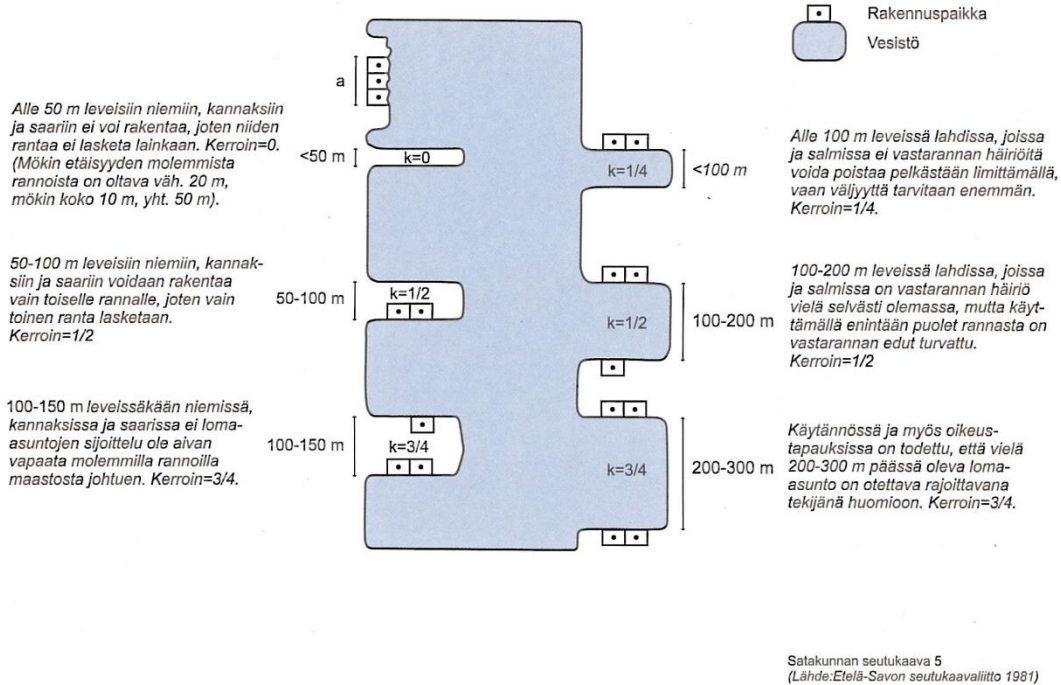 Rakennuspaikka
Vesistö
a
Alle 50 m leveisiin niemiin, kannaksiin
ja saariin ei voi rakentaa, joten niiden
rantaa ei lasketa lainkaan. Kerroin=0.
(Mökin etäisyyden molemmista
rannoista on oltava väh. 20 m,
mökin koko 10 m, yht. 50 m).
<50 m
k=0
k=1/4
<100 m
Alle 100 m leveissä lahdissa, joissa
ja salmissa ei vastarannan häiriöitä
voida poistaa pelkästään limittämällä,
vaan väljyyttä tarvitaan enemmän.
Kerroin=1/4.
50-100 m leveisiin niemiin, kannak-
siin ja saariin voidaan rakentaa
vain toiselle rannalle, joten vain
toinen ranta lasketaan.
Kerroin=1/2
50-100 m
k=1/2
k=1/2
100-200 m
100-200 m leveissä lahdissa, joissa
ja salmissa on vastarannan häiriö
vielä selvästi olemassa, mutta käyt-
tämällä enintään puolet rannasta on
vastarannan edut turvattu.
Kerroin=1/2
100-150 m leveissäkään niemissä,
kannaksissa ja saarissa ei loma-
asuntojen sijoittelu ole aivan
vapaata molemmilla rannoilla
maastosta johtuen. Kerroin=3/4.
100-150 m
k=3/4
k=3/4
200-300 m
Käytännössä ja myös oikeus-
tapauksissa on todettu, että vielä
200-300 m päässä oleva loma-
asunto on otettava rajoittavana
tekijänä huomioon. Kerroin=3/4.
Satakunnan seutukaava 5
(Lähde:Etelä-Savon seutukaavaliitto 1981)